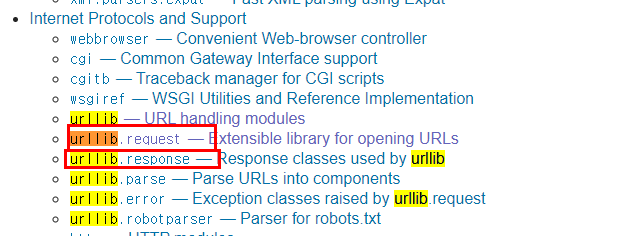 xml.parsers.expat — Fast XML parsing using Expat
Internet Protocols and Support
webbrowser — Convenient Web-browser controller
cgi — Common Gateway Interface support
cgitb — Traceback manager for CGI scripts
wsgiref — WSGI Utilities and Reference Implementation
urllib — URL handling modules
urllib.request — Extensible library for opening URLs
urllib.response — Response classes used by urllib
urllib.parse — Parse URLs into components
urllib.error — Exception classes raised by urllib.request
urllib.robotparser — Parser for robots.txt
http — HTTP modules